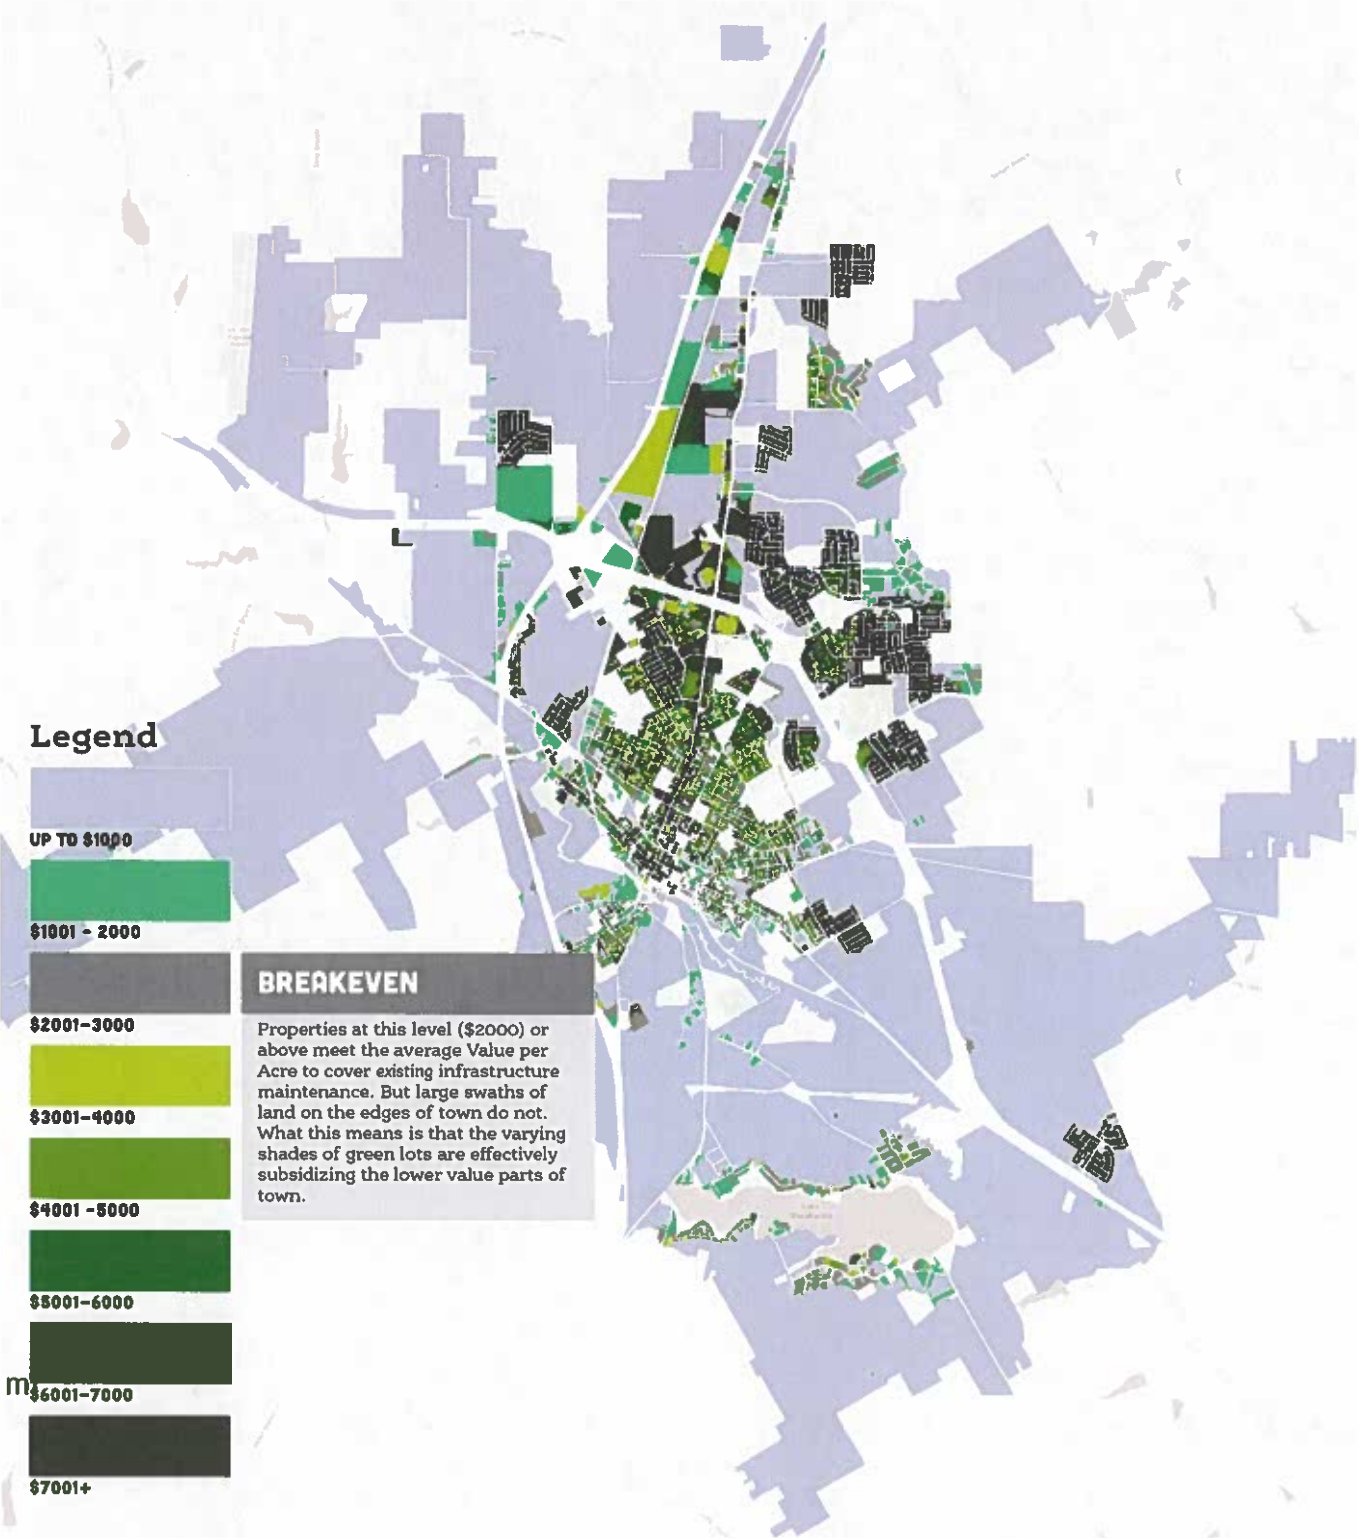 Legend
UP TO $1000
$1001 - 2000
$2001-3000
$3001-4000
$4001 -5000
$5001-6000
m
$6001-7000
$7001+
BREAKEVEN
Properties at this level ($2000) or
above meet the average Value per
Acre to cover existing infrastructure
maintenance. But large swaths of
land on the edges of town do not.
What this means is that the varying
shades of green lots are effectively
subsidizing the lower value parts of
town.